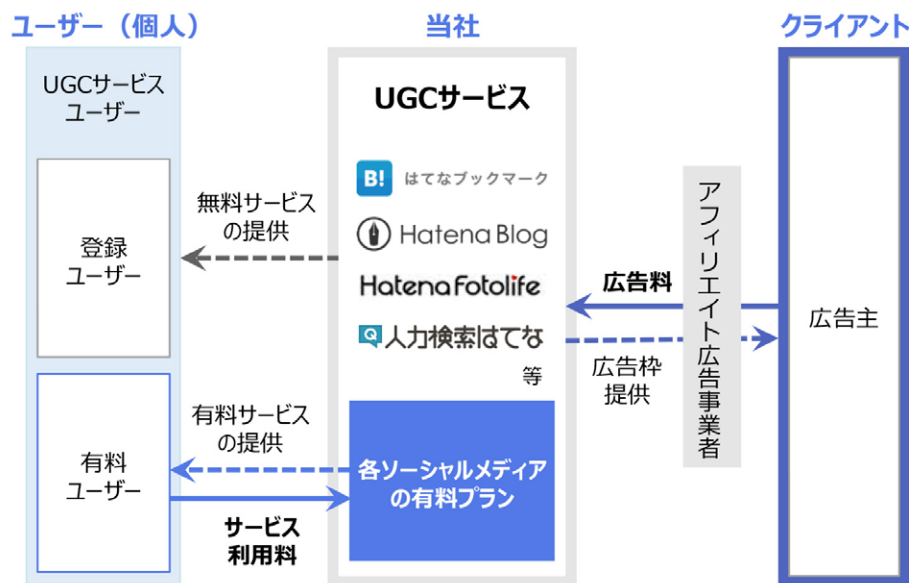 ユーザー（個人）
当社
クライアント
UGCサービス
ユーザー
登録
ユーザー
有料
ユーザー
無料サービス
の提供
有料サービス
の提供
サービス
利用料
UGCサービス
B! はてなブックマーク
Hatena Blog
Hatena Fotolife
Q 人力検索はてな
等
各ソーシャルメディア
の有料プラン
広告料
広告枠
提供
アフィリエイト広告事業者
広告主